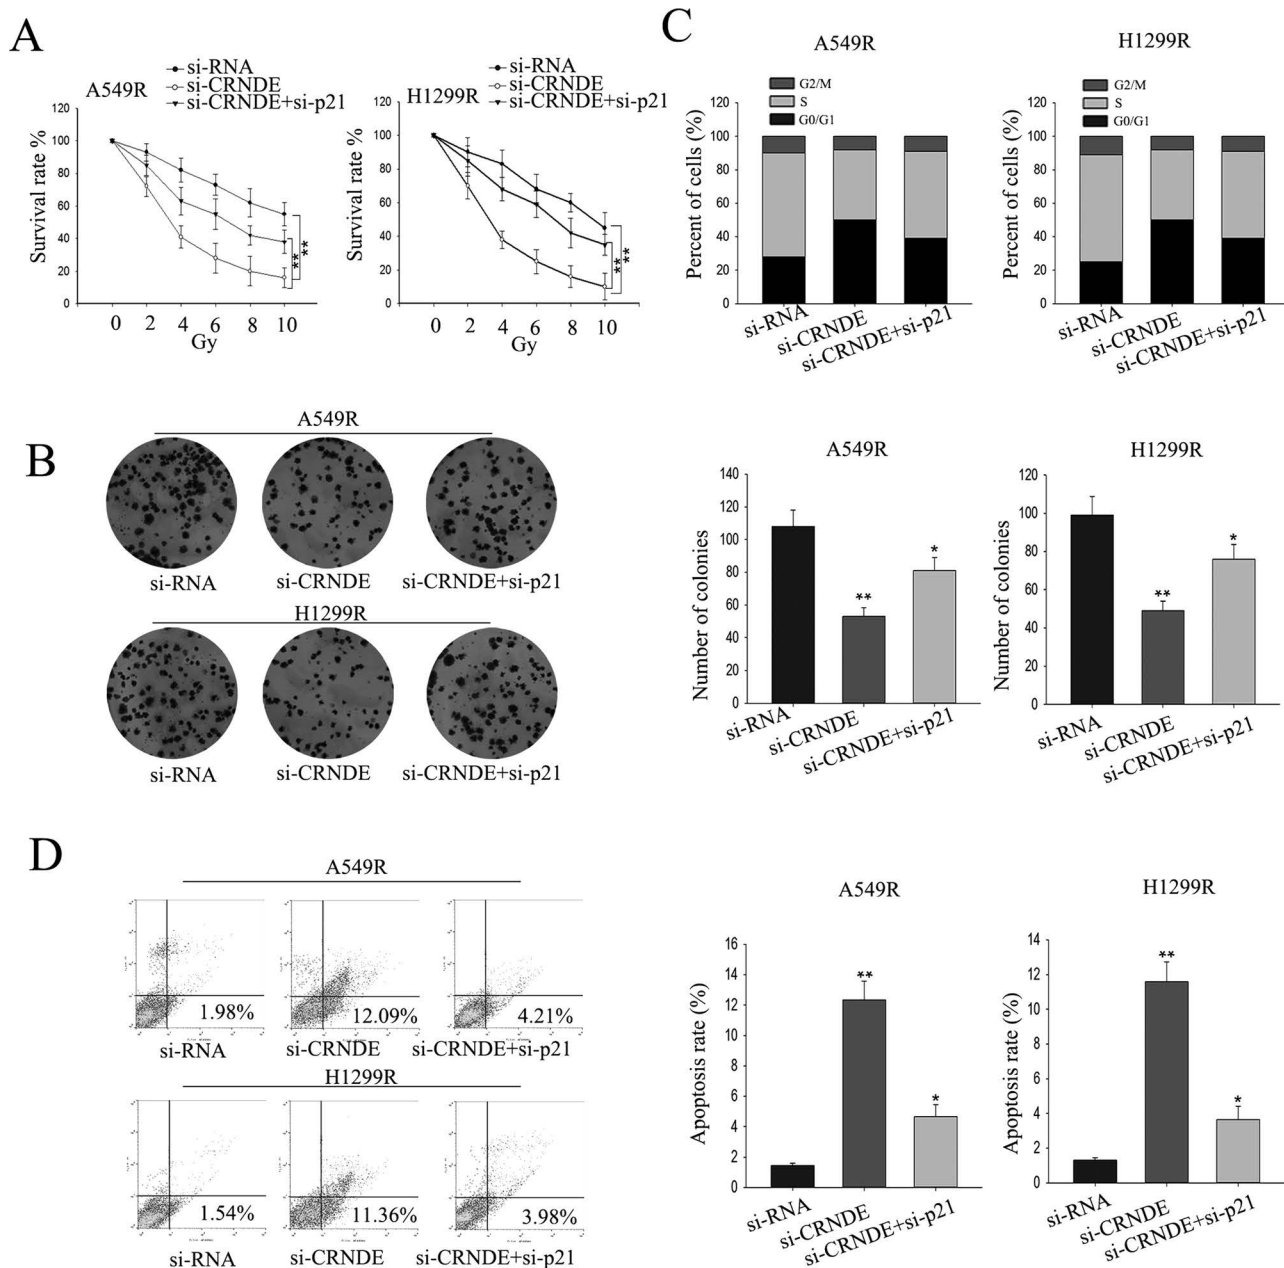 A
si-RNA
si-CRNDE
si-CRNDE+si-p21
A549R
Survival rate %
120
100
80
60
40
20
0
0 2 4 6 8 10
Gy
**
**
si-RNA
si-CRNDE
si-CRNDE+si-p21
H1299R
Survival rate %
120
100
80
60
40
20
0
0 2 4 6 8 10
Gy
**
**
C
A549R
G2/M
S
G0/G1
Percent of cells (%)
120
100
80
60
40
20
0
si-RNA
si-CRNDE
si-CRNDE+si-p21
H1299R
G2/M
S
G0/G1
Percent of cells (%)
120
100
80
60
40
20
0
si-RNA
si-CRNDE
si-CRNDE+si-p21
B
A549R
si-RNA si-CRNDE si-CRNDE+si-p21
H1299R
si-RNA si-CRNDE si-CRNDE+si-p21
A549R
Number of colonies
140
120
100
80
60
40
20
0
**
*
si-RNA
si-CRNDE
si-CRNDE+si-p21
H1299R
Number of colonies
120
100
80
60
40
20
0
**
*
si-RNA
si-CRNDE
si-CRNDE+si-p21
D
A549R
1.98% 12.09% 4.21%
si-RNA si-CRNDE si-CRNDE+si-p21
H1299R
1.54% 11.36% 3.98%
si-RNA si-CRNDE si-CRNDE+si-p21
A549R
Apoptosis rate (%)
16
14
12
10
8
6
4
2
0
**
*
si-RNA
si-CRNDE
si-CRNDE+si-p21
H1299R
Apoptosis rate (%)
14
12
10
8
6
4
2
0
**
*
si-RNA
si-CRNDE
si-CRNDE+si-p21